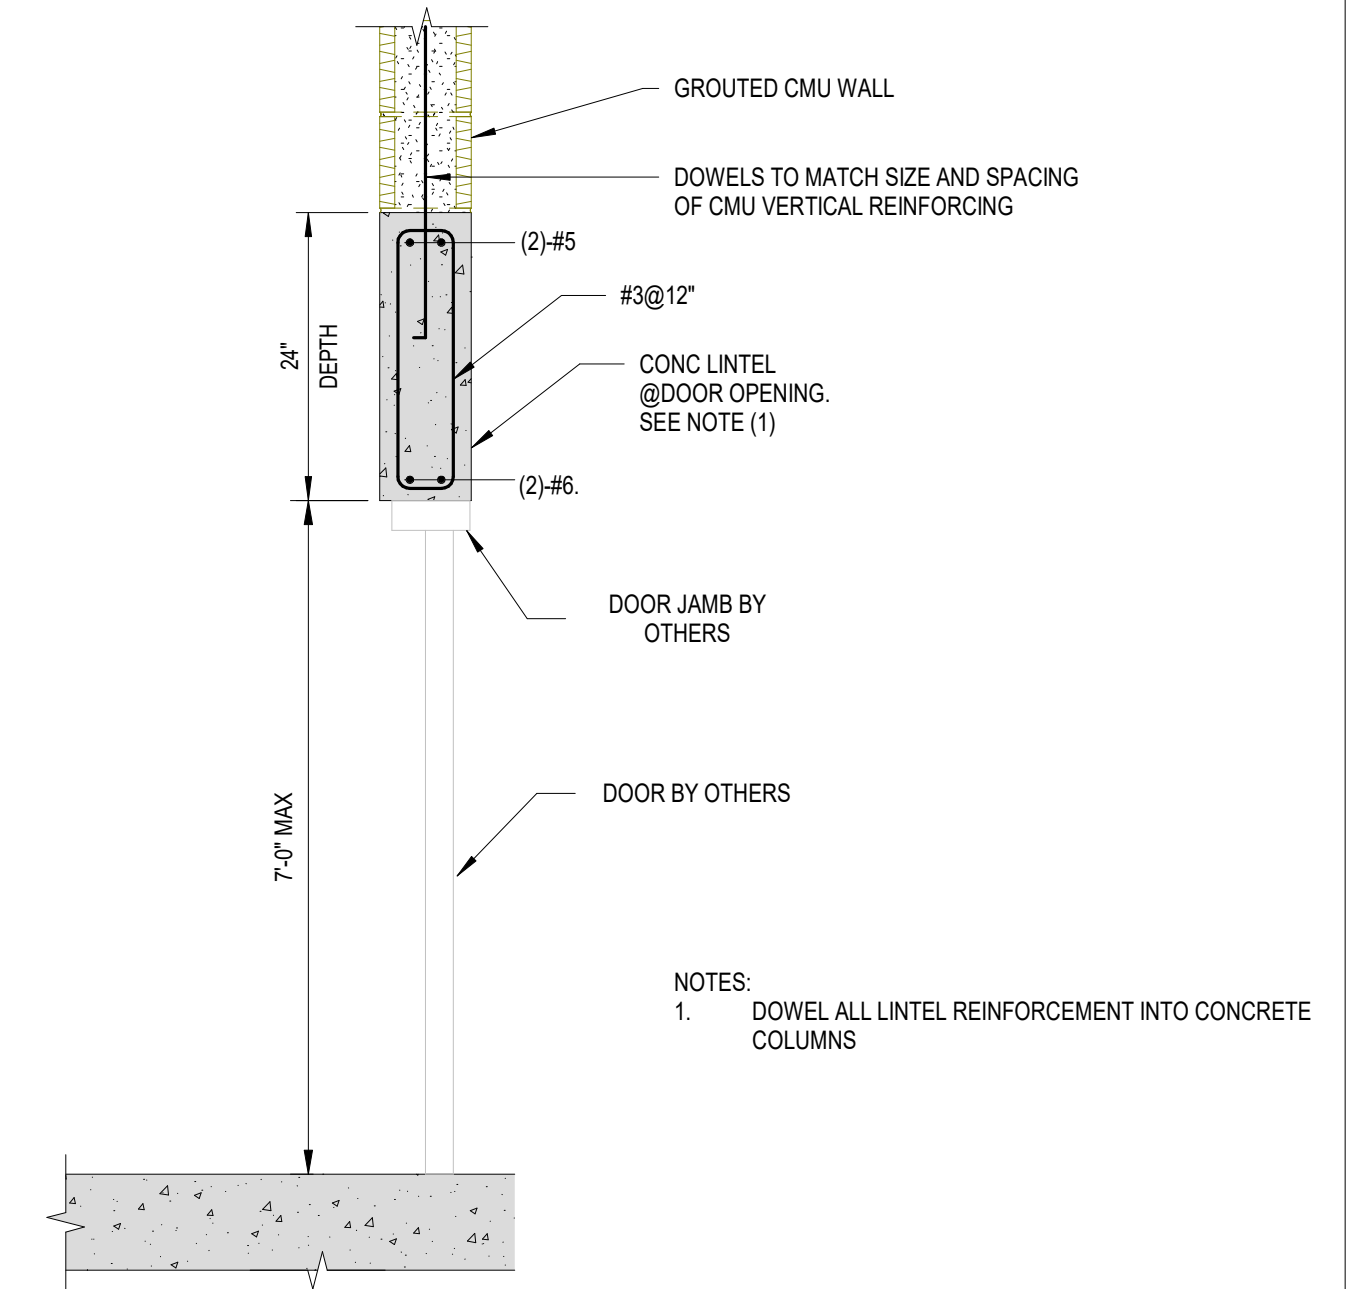 GROUTED CMU WALL
DOWELS TO MATCH SIZE AND SPACING
OF CMU VERTICAL REINFORCING
(2)-#5
#3@12"
24"
DEPTH
CONC LINTEL
@DOOR OPENING.
SEE NOTE (1)
(2)-#6.
DOOR JAMB BY
OTHERS
7'-0" MAX
DOOR BY OTHERS
NOTES:
1. DOWEL ALL LINTEL REINFORCEMENT INTO CONCRETE
COLUMNS